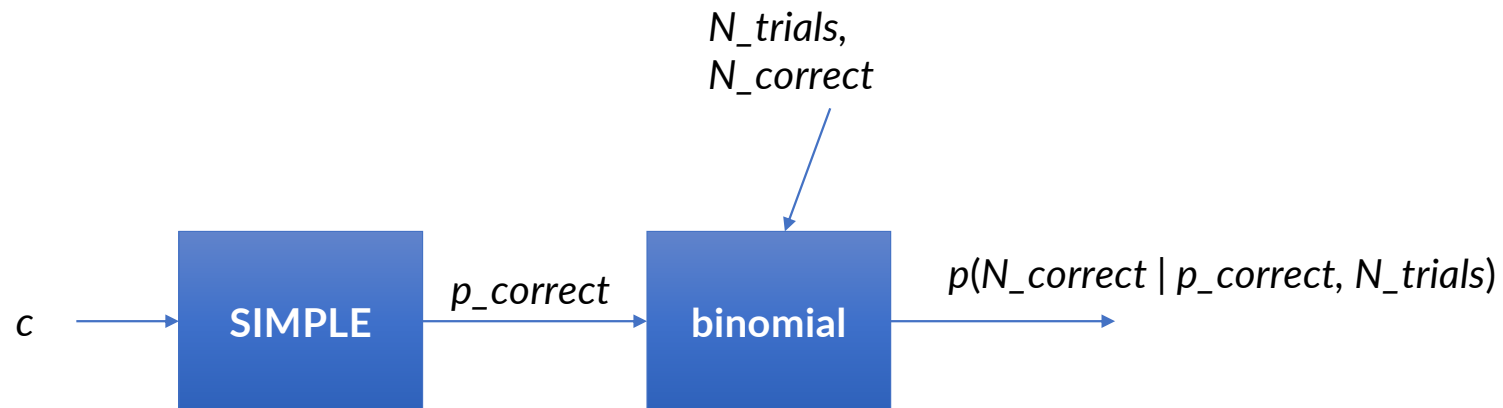 N_trials,
N_correct
c
SIMPLE
p_correct
binomial
p(N_correct | p_correct, N_trials)